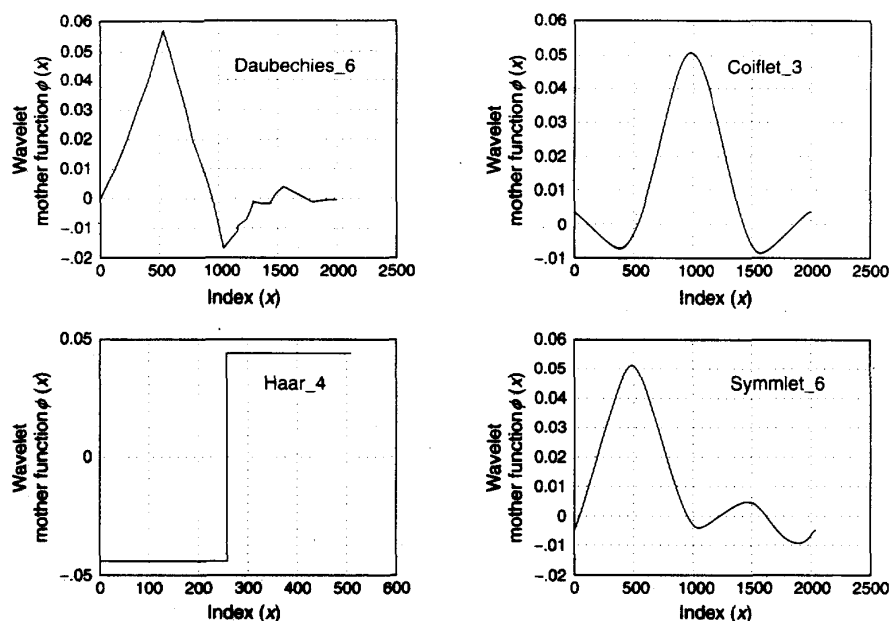 0.06
0.05
0.04
0.03
0.02
0.01
0
-.01
-.02
0 500 1000 1500 2000 2500
Wavelet
mother function ϕ (x)
Index (x)
Daubechies_6
0.06
0.05
0.04
0.03
0.02
0.01
0
-.01
0 500 1000 1500 2000 2500
Wavelet
mother function ϕ (x)
Index (x)
Coiflet_3
0.05
0
-.05
0 100 200 300 400 500 600
Wavelet
mother function ϕ (x)
Index (x)
Haar_4
0.06
0.05
0.04
0.03
0.02
0.01
0.005
0
-.01
-.02
0 500 1000 1500 2000 2500
Wavelet
mother function ϕ (x)
Index (x)
Symmlet_6